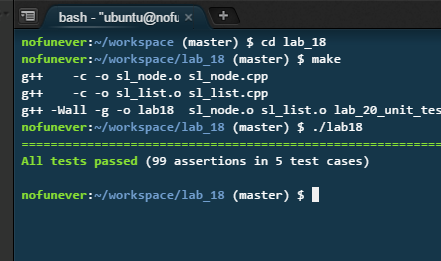 bash - "ubuntu@nofu
nofunever:~/workspace (master) $ cd lab_18
nofunever:~/workspace/lab_18 (master) $ make
g++    -c -o sl_node.o sl_node.cpp
g++    -c -o sl_list.o sl_list.cpp
g++ -Wall -g -o lab18  sl_node.o sl_list.o lab_20_unit_tes
nofunever:~/workspace/lab_18 (master) $ ./lab18
===============================================================
All tests passed (99 assertions in 5 test cases)
nofunever:~/workspace/lab_18 (master) $